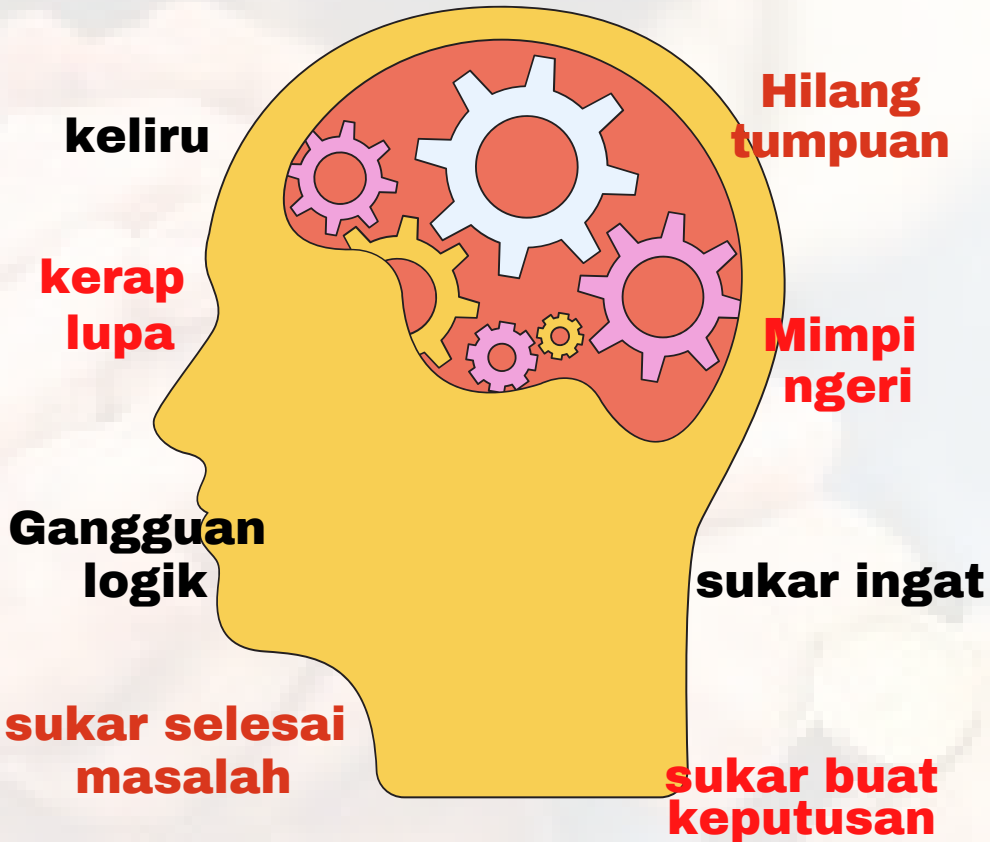 Hilang
tumpuan
keliru
kerap
lupa
Mimpi
ngeri
Gangguan
logik
sukar ingat
sukar selesai
masalah
sukar buat
keputusan